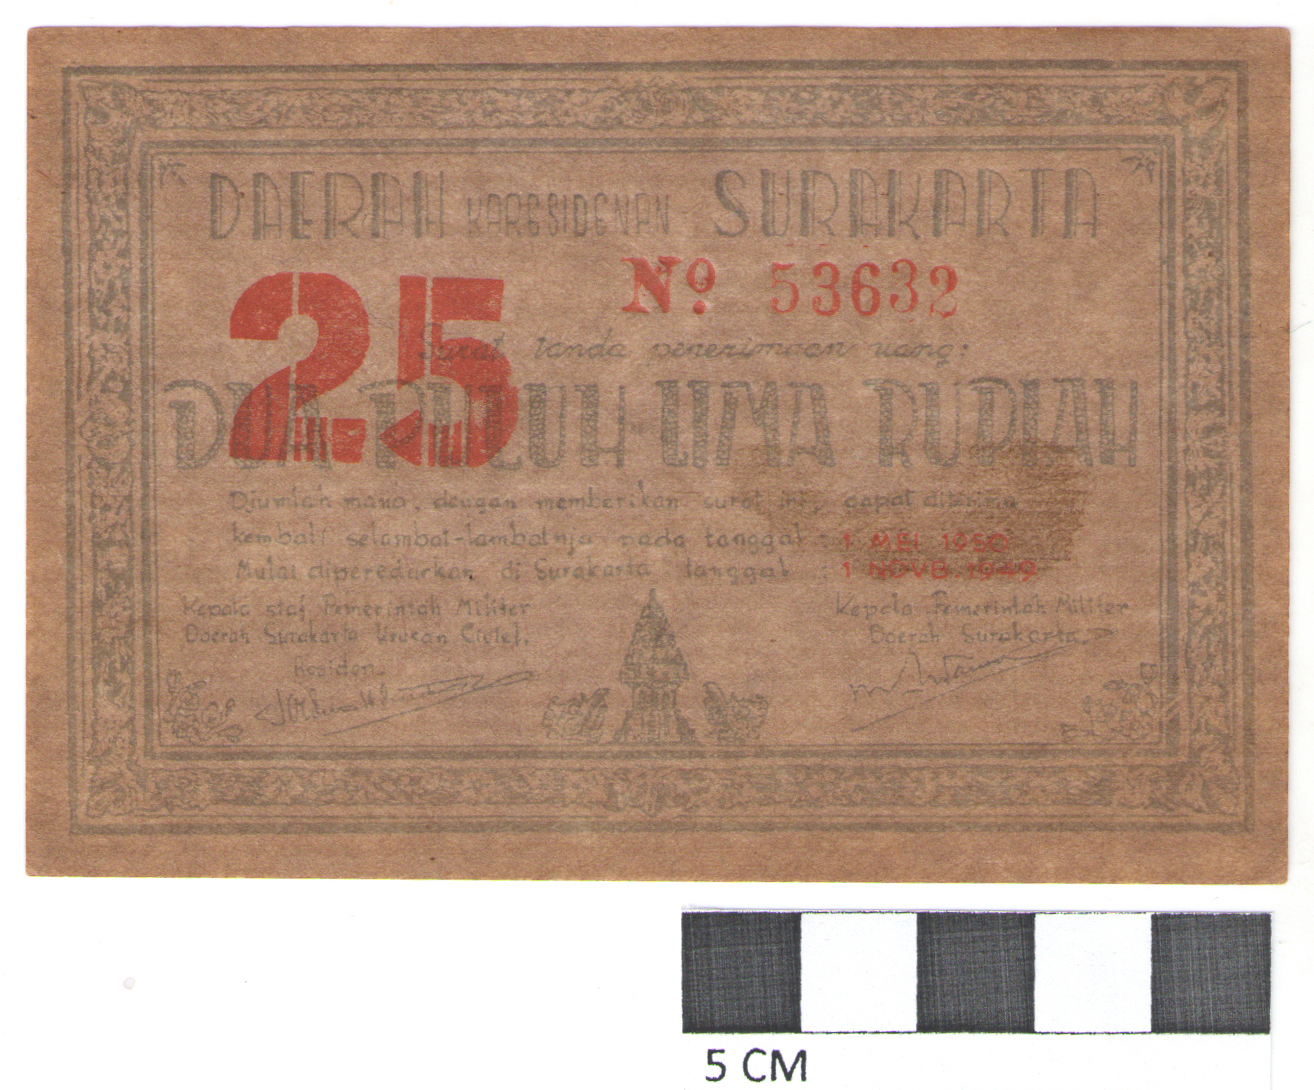 DAERAH KARESIDENAN SURAKARTA
25
No. 53632
Surat tanda penerimaan uang:
DUA PULUH LIMA RUPIAH
Djumlah mana, dengan memberikan surat ini, dapat diterima
kembali selambat-lambatnja pada tanggal : 1 MEI 1950
Mulai diperedarkan di Surakarta tanggal : 1 NOVB. 1949
Kepala staf Pemerintah Militer
Daerah Surakarta Urusan Civiel,
Residen.
Kepala Pemerintah Militer
Daerah Surakarta.
5 CM